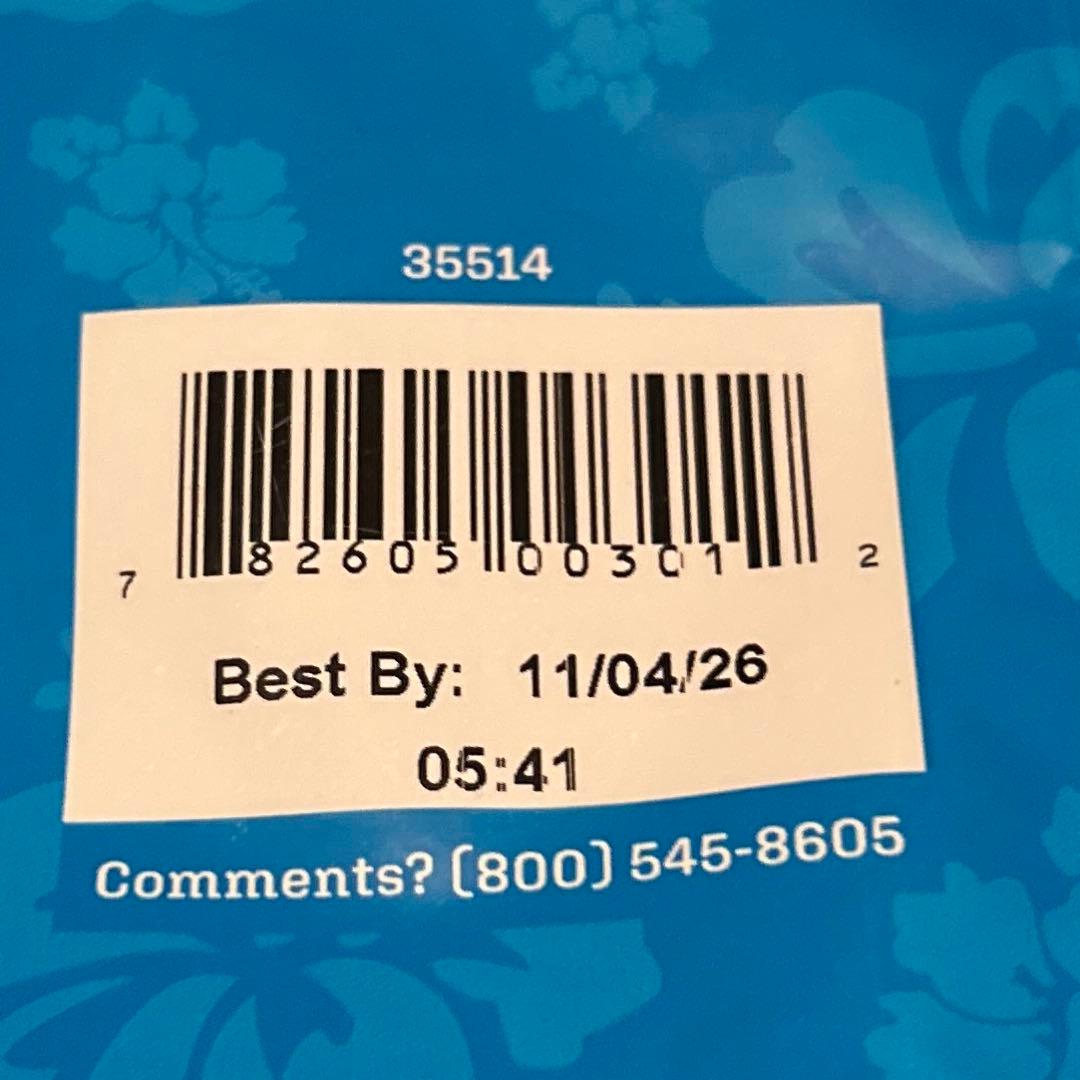 35514
7 82605 00301 2
Best By: 11/04/26
05:41
Comments? (800) 545-8605